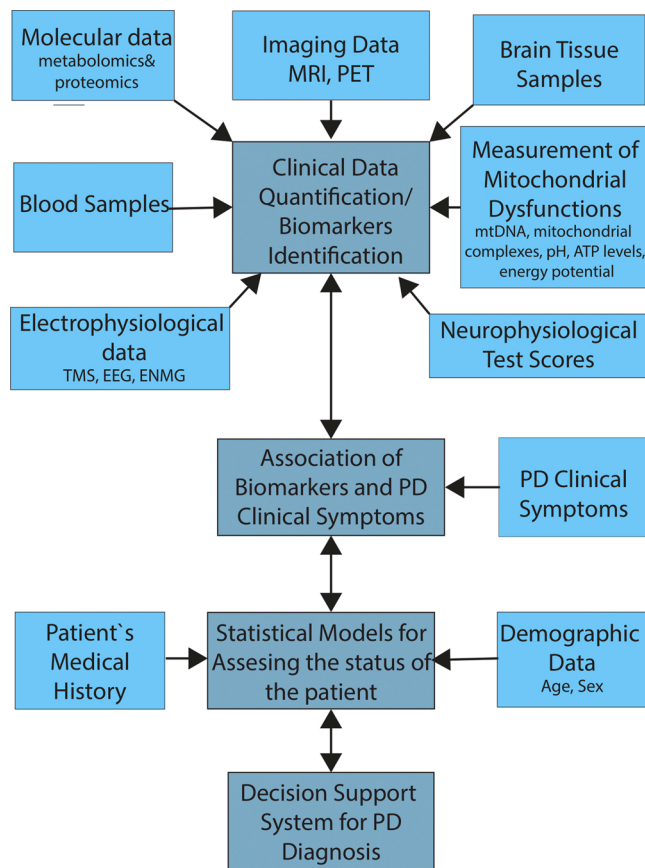 Molecular data
metabolomics&
proteomics
Imaging Data
MRI, PET
Brain Tissue
Samples
Blood Samples
Clinical Data
Quantification/
Biomarkers
Identification
Measurement of
Mitochondrial
Dysfunctions
mtDNA, mitochondrial
complexes, pH, ATP levels,
energy potential
Electrophysiological
data
TMS, EEG, ENMG
Neurophysiological
Test Scores
Association of
Biomarkers and PD
Clinical Symptoms
PD Clinical
Symptoms
Patient`s
Medical
History
Statistical Models for
Assesing the status of
the patient
Demographic
Data
Age, Sex
Decision Support
System for PD
Diagnosis